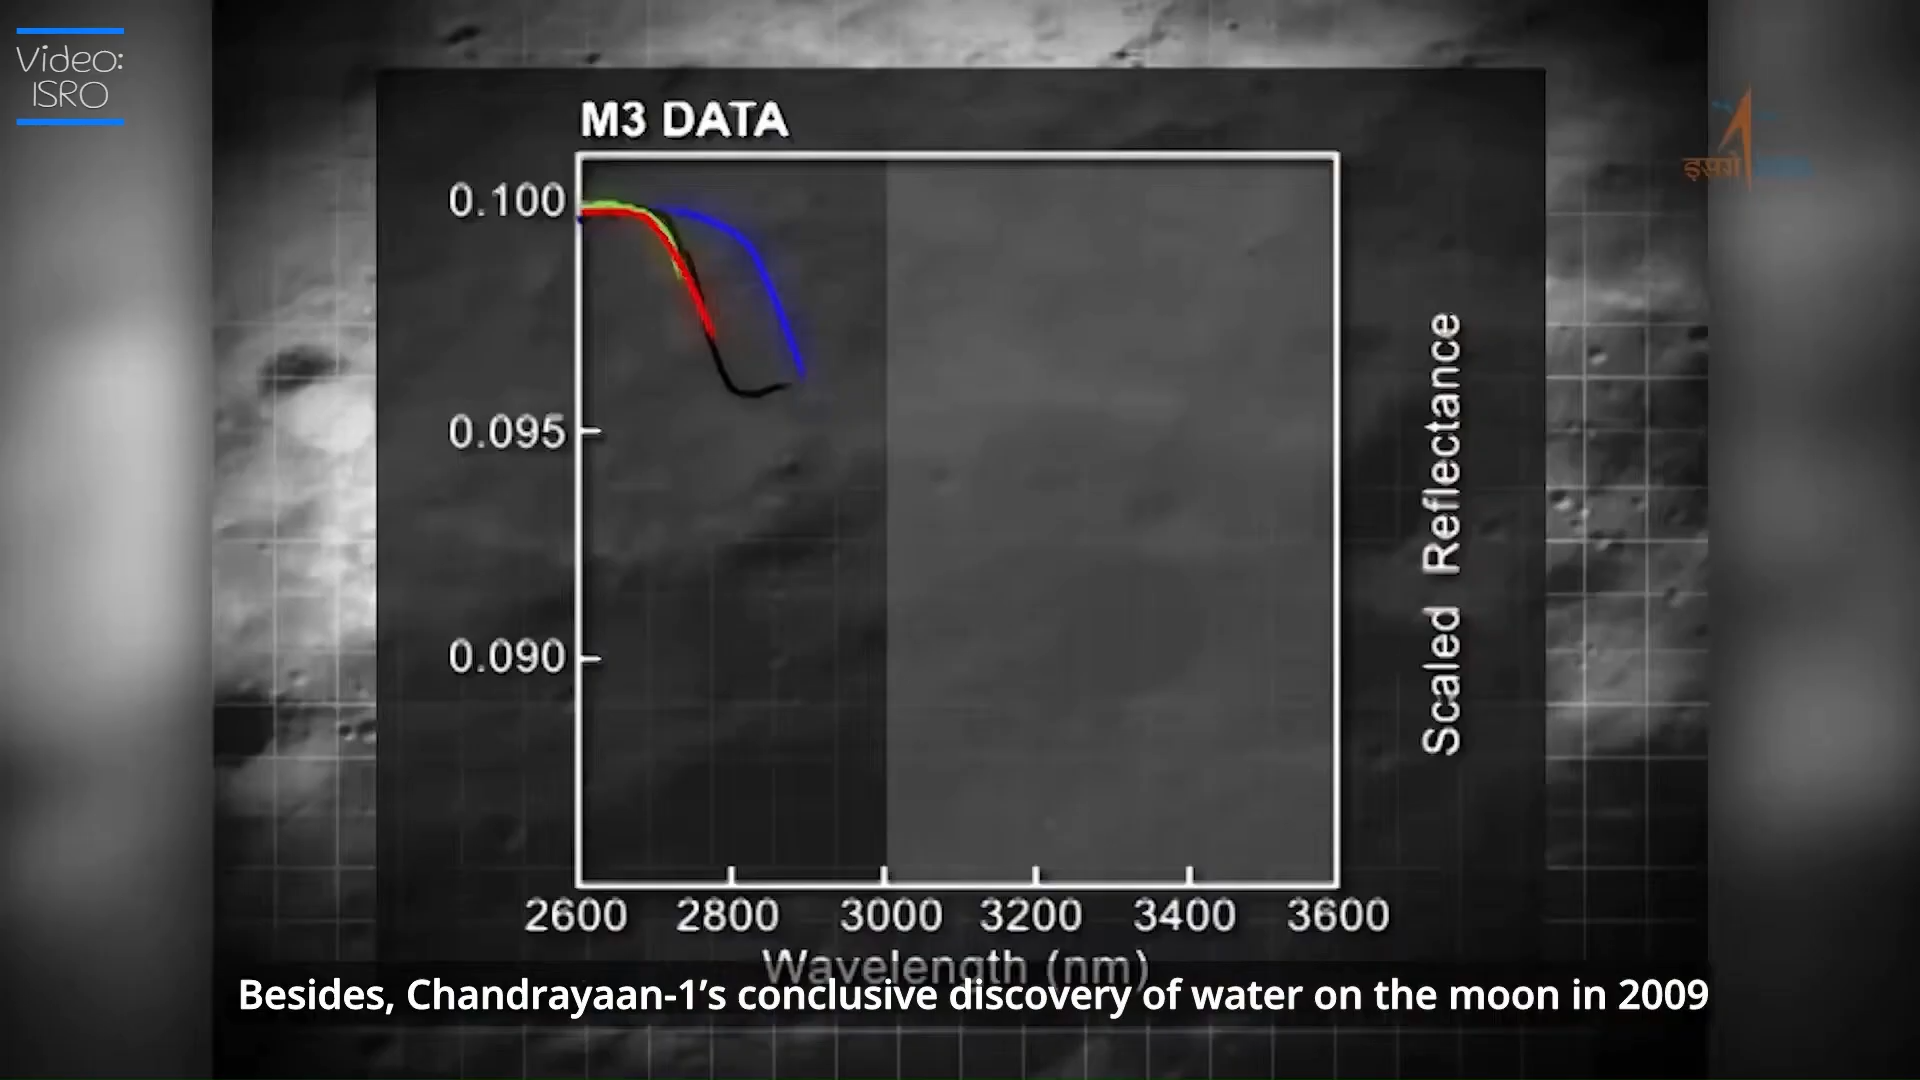 Video:
ISRO
M3 DATA
इसरो
0.100
0.095
0.090
Scaled Reflectance
2600 2800 3000 3200 3400 3600
Wavelength (nm)
Besides, Chandrayaan-1’s conclusive discovery of water on the moon in 2009